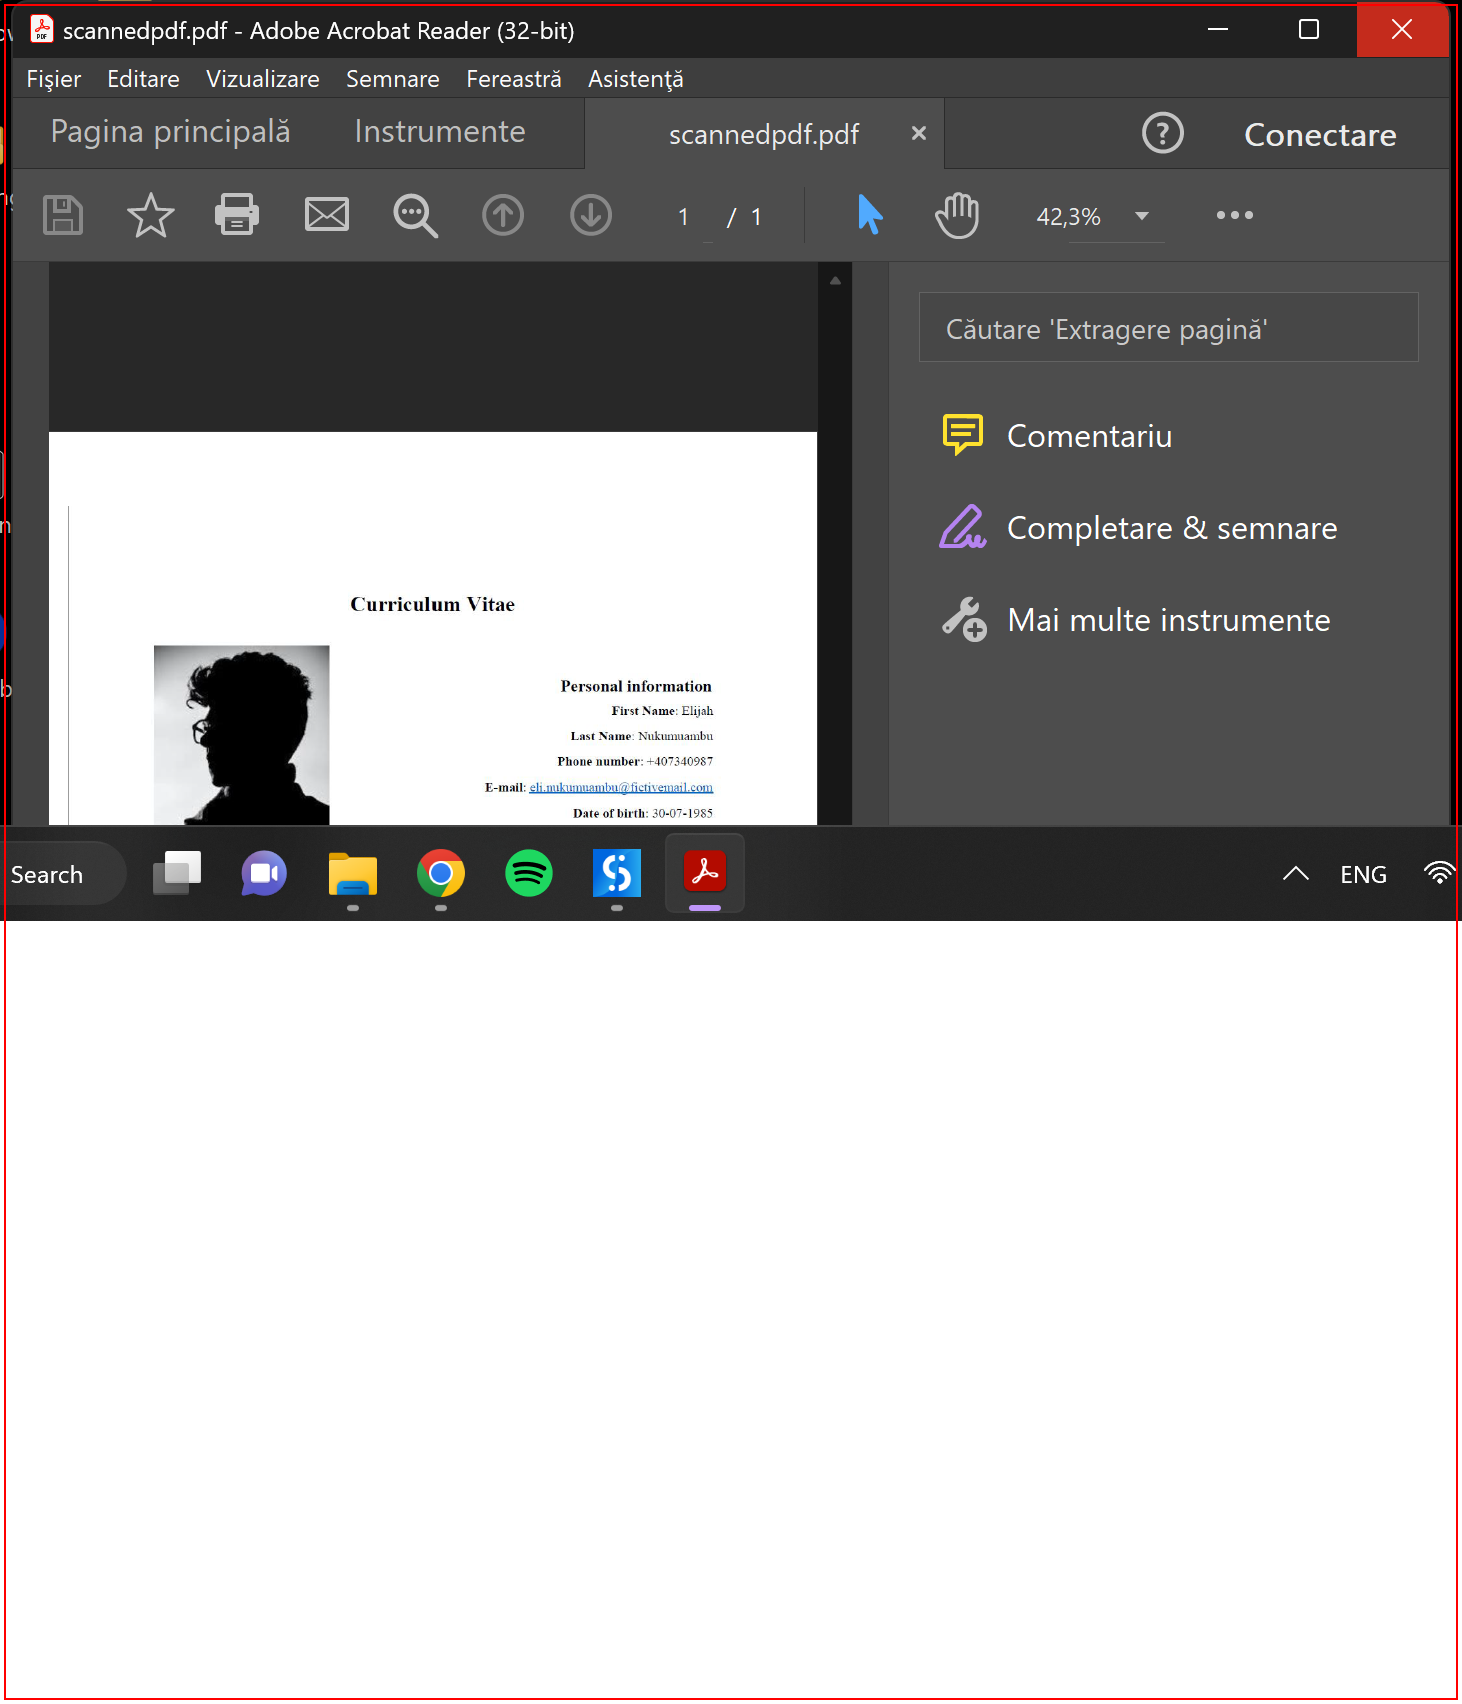 scannedpdf.pdf - Adobe Acrobat Reader (32-bit)
Fişier Editare Vizualizare Semnare Fereastră Asistenţă
Pagina principală Instrumente scannedpdf.pdf Conectare
1 / 1 42,3%
Căutare 'Extragere pagină'
Comentariu
Completare & semnare
Mai multe instrumente
Curriculum Vitae
Personal information
First Name: Elijah
Last Name: Nukumuambu
Phone number: +407340987
E-mail: eli.nukumuambu@fictivemail.com
Date of birth: 30-07-1985
Search ENG